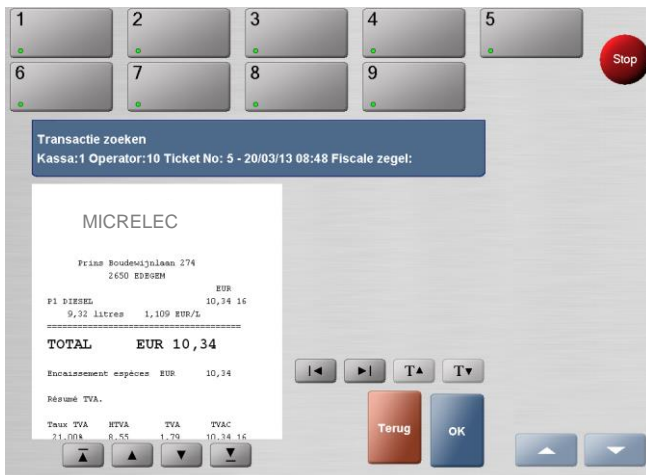 1 2 3 4 5
Stop
6 7 8 9
Transactie zoeken
Kassa:1 Operator:10 Ticket No: 5 - 20/03/13 08:48 Fiscale zegel:
MICRELEC
Prins Boudewijnlaan 274
2650 EDEGEM
EUR
P1 DIESEL 10,34 16
9,32 litres 1,109 EUR/L
======================================
TOTAL EUR 10,34
Encaissement espèces EUR 10,34
Résumé TVA.
Taux TVA HTVA TVA TVAC
21.00% 8.55 1.79 10.34 16
T▲ T▼
Terug OK